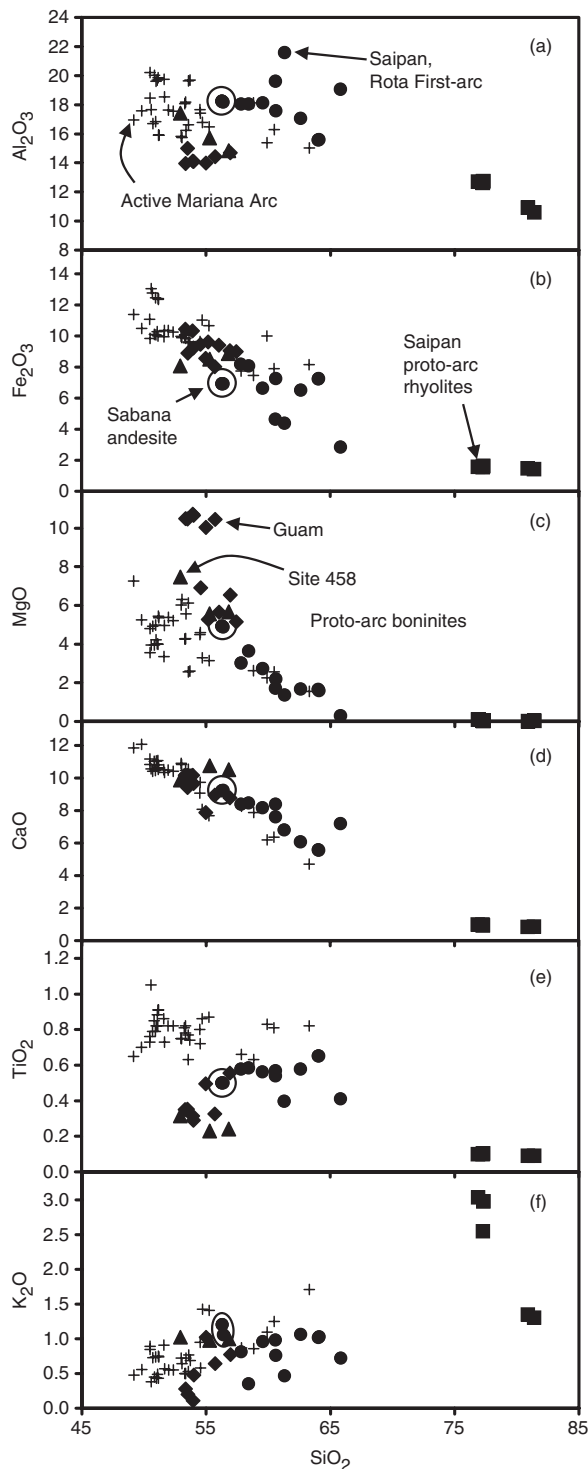 24
22
20
18
16
14
12
10
8
Al2O3
(a)
Saipan,
Rota First-arc
Active Mariana Arc
14
12
10
8
6
4
2
0
Fe2O3
(b)
Sabana
andesite
Saipan
proto-arc
rhyolites
10
8
6
4
2
0
MgO
(c)
Guam
Site 458
Proto-arc boninites
12
10
8
6
4
2
0
CaO
(d)
1.2
1.0
0.8
0.6
0.4
0.2
0.0
TiO2
(e)
3.0
2.5
2.0
1.5
1.0
0.5
0.0
K2O
(f)
45
55
65
75
85
SiO2